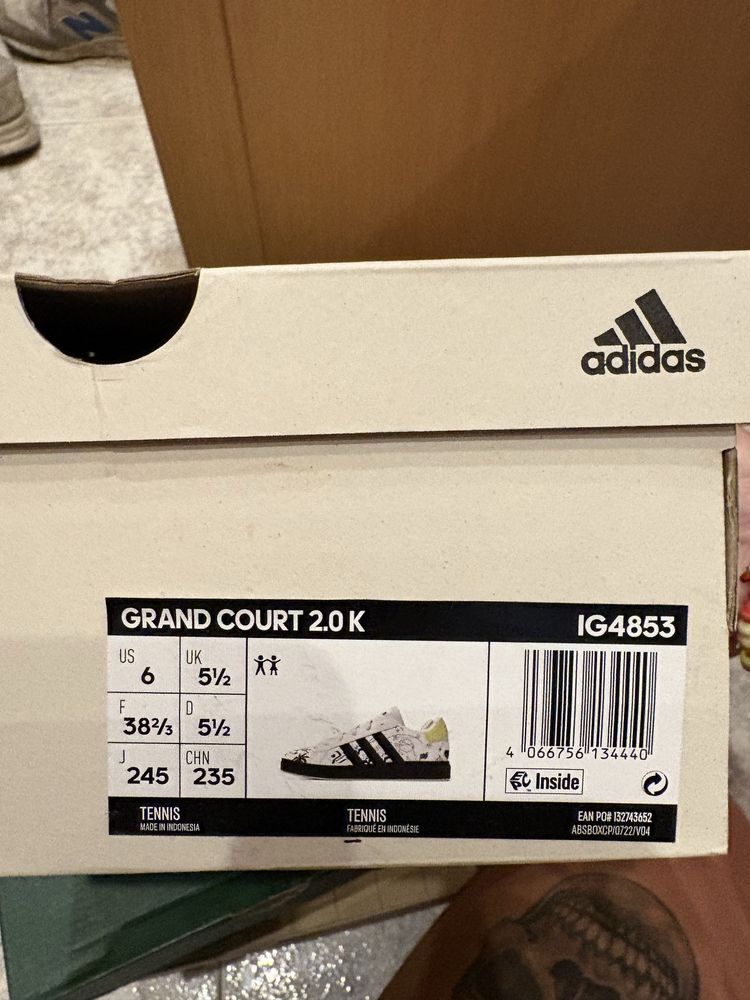 N
adidas
GRAND COURT 2.0 K IG4853
US 6 UK 5½
F 38⅔ D 5½
J 245 CHN 235
4 066756 134440
Inside
TENNIS
MADE IN INDONESIA
TENNIS
FABRIQUÉ EN INDONÉSIE
EAN PO# 132743652
ABSBOXCP/0722/V04